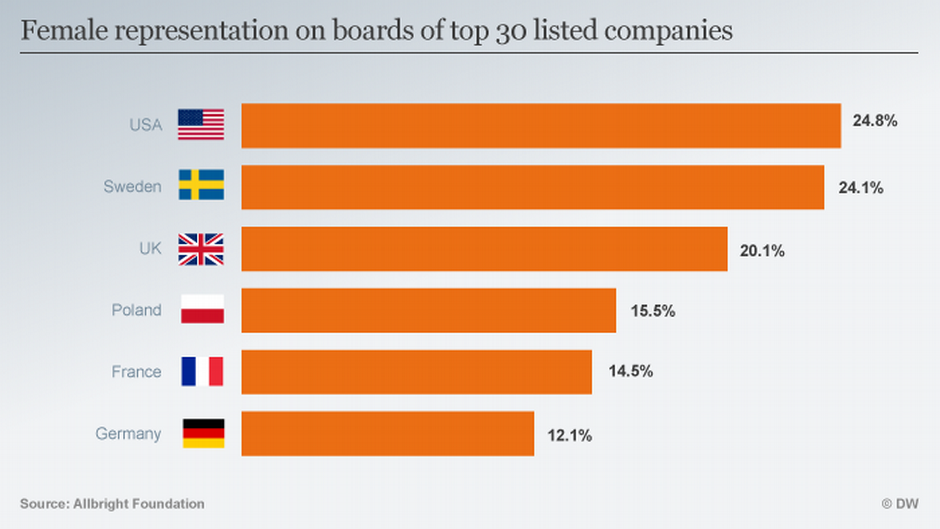 Female representation on boards of top 30 listed companies
USA 24.8%
Sweden 24.1%
UK 20.1%
Poland 15.5%
France 14.5%
Germany 12.1%
Source: Allbright Foundation © DW